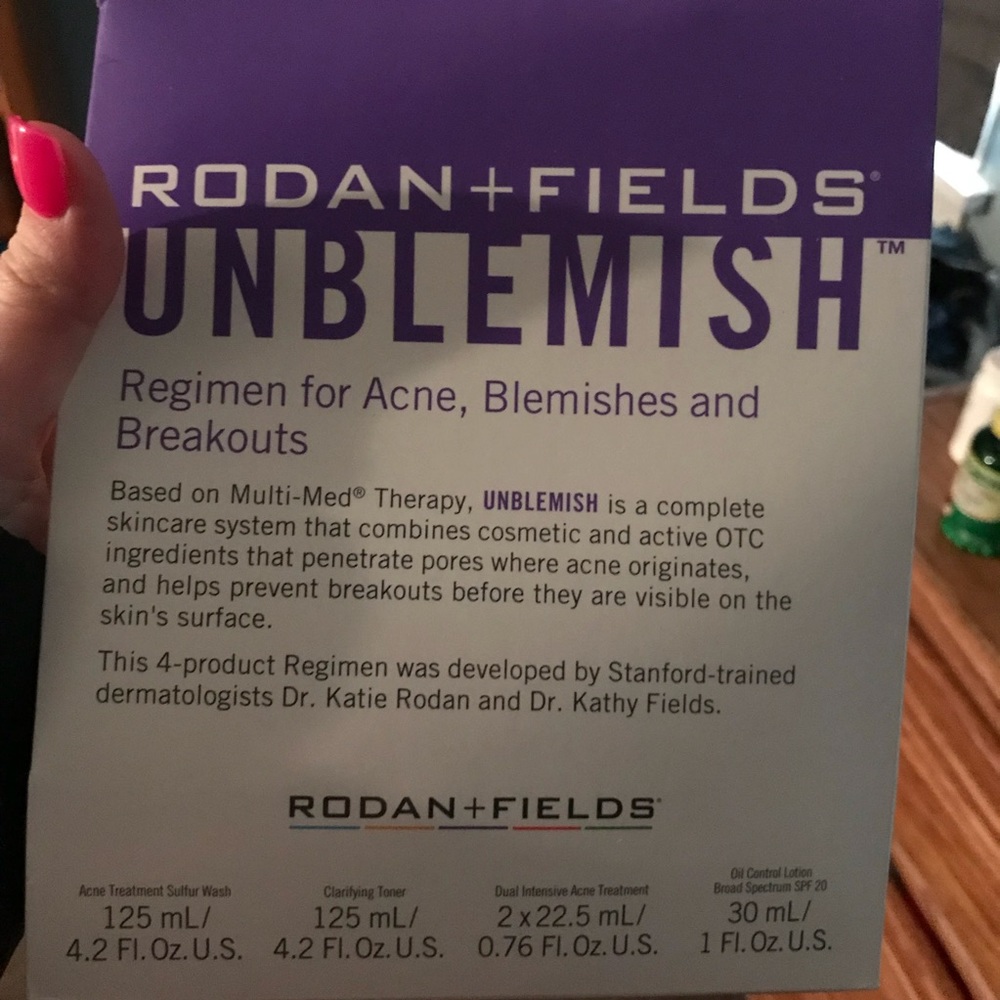 RODAN+FIELDS®
UNBLEMISH™
Regimen for Acne, Blemishes and
Breakouts
Based on Multi-Med® Therapy, UNBLEMISH is a complete
skincare system that combines cosmetic and active OTC
ingredients that penetrate pores where acne originates,
and helps prevent breakouts before they are visible on the
skin's surface.
This 4-product Regimen was developed by Stanford-trained
dermatologists Dr. Katie Rodan and Dr. Kathy Fields.
RODAN+FIELDS®
Acne Treatment Sulfur Wash
125 mL/
4.2 Fl. Oz. U.S.
Clarifying Toner
125 mL/
4.2 Fl. Oz. U.S.
Dual Intensive Acne Treatment
2 x 22.5 mL/
0.76 Fl. Oz. U.S.
Oil Control Lotion
Broad Spectrum SPF 20
30 mL/
1 Fl. Oz. U.S.